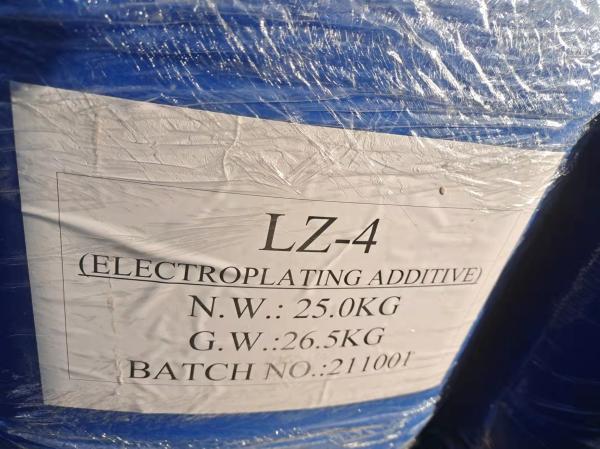 LZ-4
(ELECTROPLATING ADDITIVE)
N.W.: 25.0KG
G.W.:26.5KG
BATCH NO.:211001